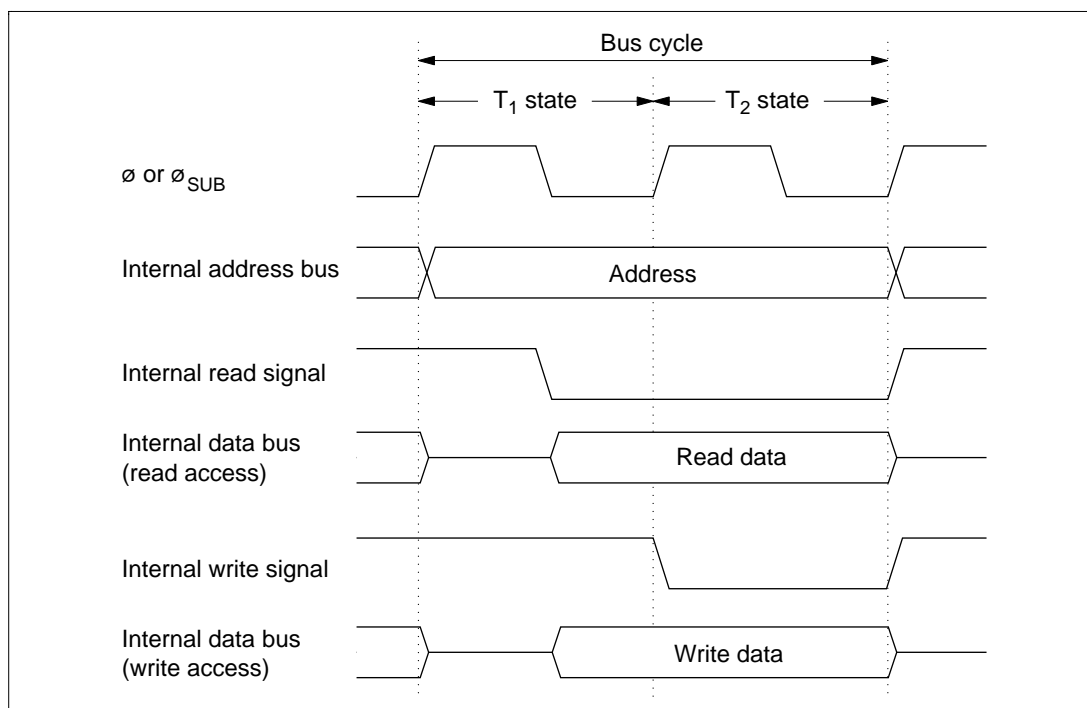 Bus cycle
T1 state
T2 state
ø or øSUB
Internal address bus
Address
Internal read signal
Internal data bus
(read access)
Read data
Internal write signal
Internal data bus
(write access)
Write data